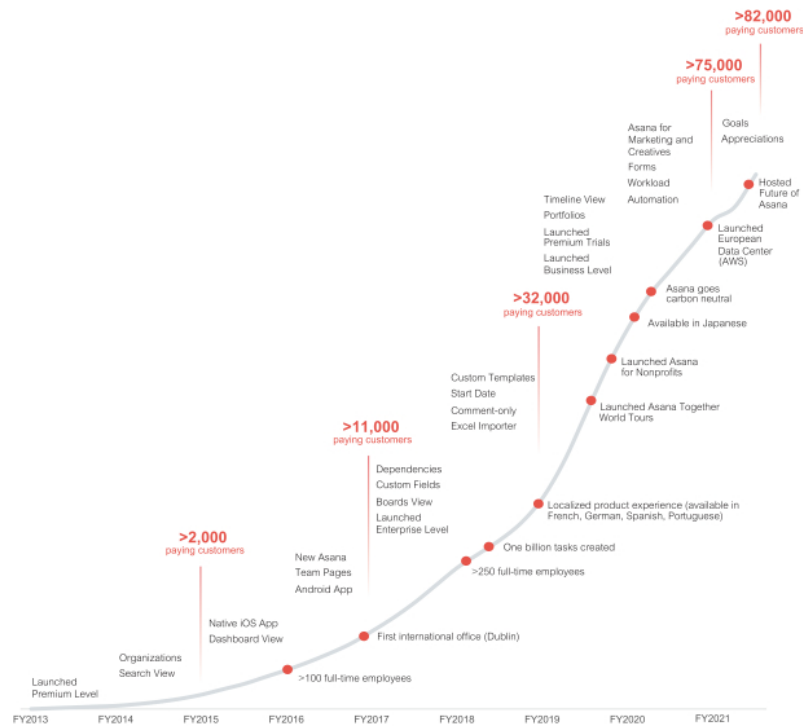 >82,000
paying customers
>75,000
paying customers
Goals
Appreciations
Asana for
Marketing and
Creatives
Forms
Workload
Automation
Hosted
Future of
Asana
Timeline View
Portfolios
Launched
Premium Trials
Launched
Business Level
Launched
European
Data Center
(AWS)
Asana goes
carbon neutral
>32,000
paying customers
Available in Japanese
Launched Asana
for Nonprofits
Custom Templates
Start Date
Comment-only
Excel Importer
Launched Asana Together
World Tours
>11,000
paying customers
Dependencies
Custom Fields
Boards View
Launched
Enterprise Level
Localized product experience (available in
French, German, Spanish, Portuguese)
>2,000
paying customers
One billion tasks created
New Asana
Team Pages
Android App
>250 full-time employees
Native iOS App
Dashboard View
First international office (Dublin)
Organizations
Search View
>100 full-time employees
Launched
Premium Level
FY2013 FY2014 FY2015 FY2016 FY2017 FY2018 FY2019 FY2020 FY2021